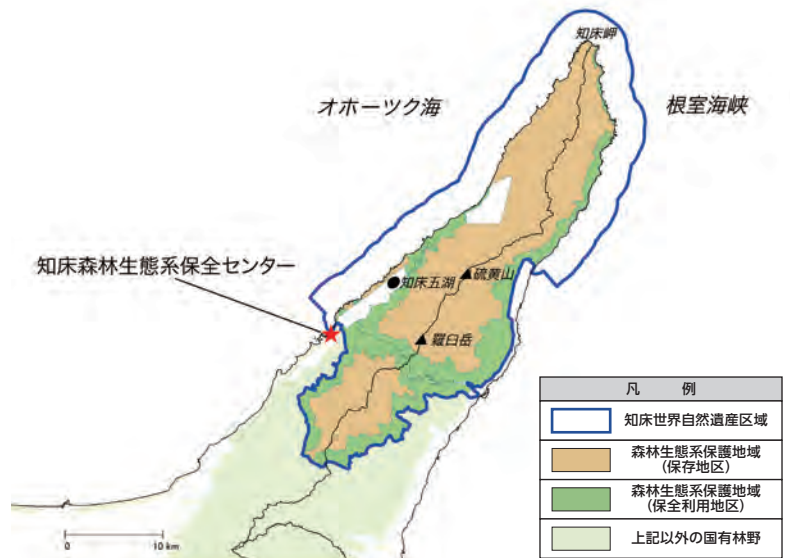 知床岬
オホーツク海
根室海峡
知床森林生態系保全センター
知床五湖
硫黄山
羅臼岳
凡 例
知床世界自然遺産区域
森林生態系保護地域
(保存地区)
森林生態系保護地域
(保全利用地区)
上記以外の国有林野
0 10 km